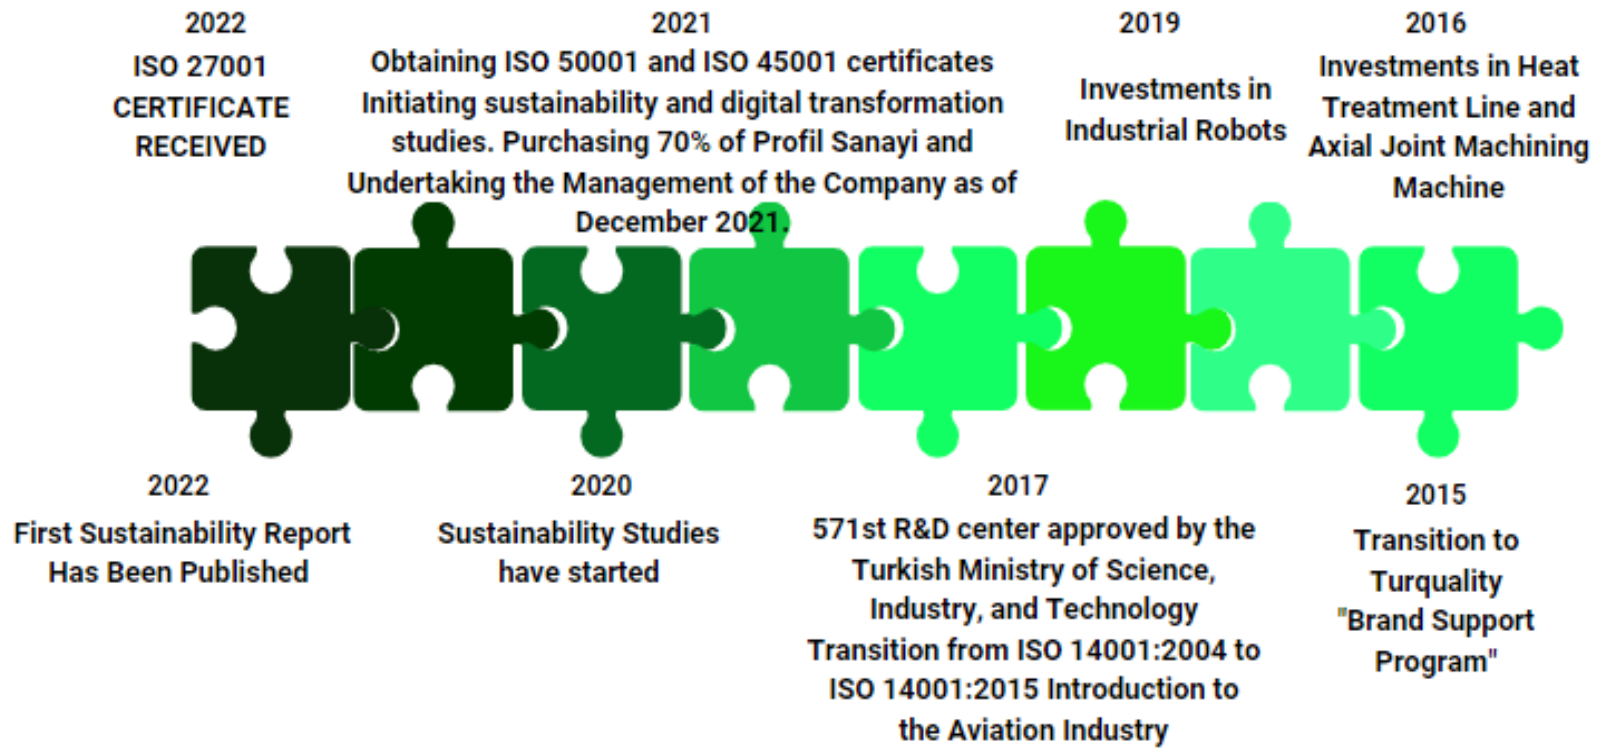 2022
ISO 27001
CERTIFICATE
RECEIVED
2021
Obtaining ISO 50001 and ISO 45001 certificates
Initiating sustainability and digital transformation
studies. Purchasing 70% of Profil Sanayi and
Undertaking the Management of the Company as of
December 2021.
2019
Investments in
Industrial Robots
2016
Investments in Heat
Treatment Line and
Axial Joint Machining
Machine
2022
First Sustainability Report
Has Been Published
2020
Sustainability Studies
have started
2017
571st R&D center approved by the
Turkish Ministry of Science,
Industry, and Technology
Transition from ISO 14001:2004 to
ISO 14001:2015 Introduction to
the Aviation Industry
2015
Transition to
Turquality
"Brand Support
Program"